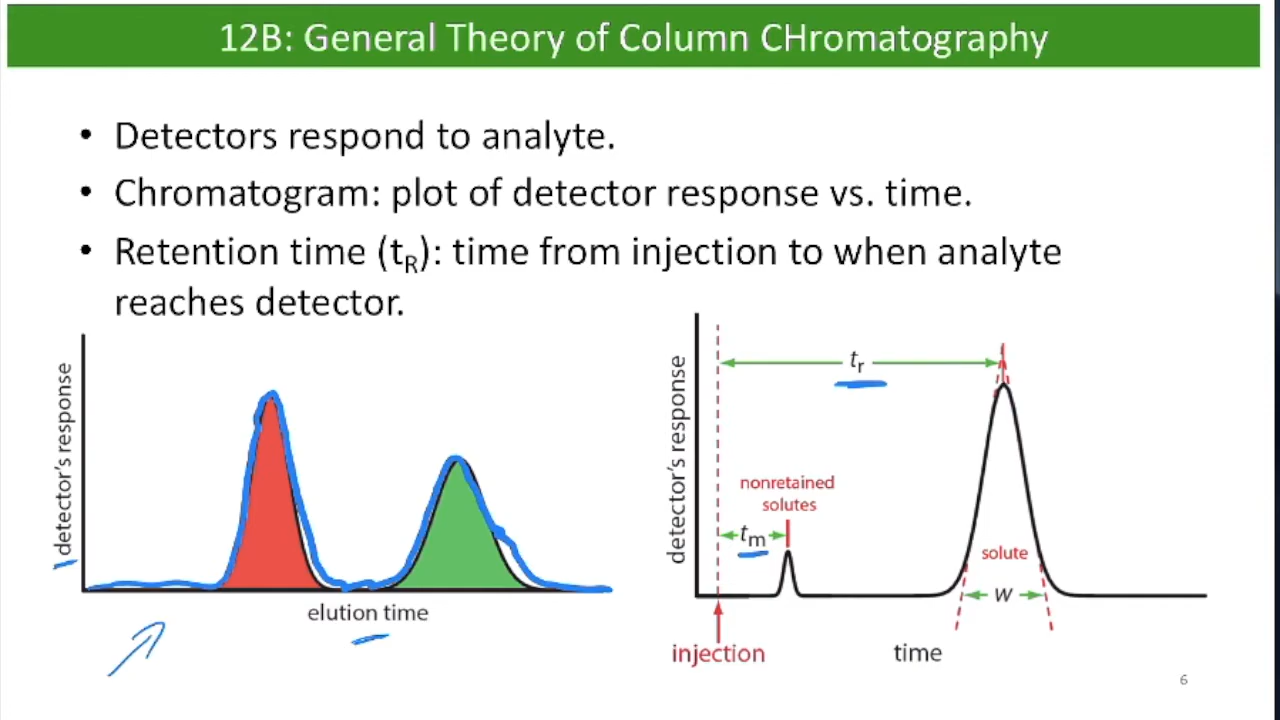 12B: General Theory of Column CHromatography
• Detectors respond to analyte.
• Chromatogram: plot of detector response vs. time.
• Retention time (tR): time from injection to when analyte
reaches detector.
detector's response
elution time
detector's response
tr
nonretained
solutes
tm
solute
w
injection
time
6